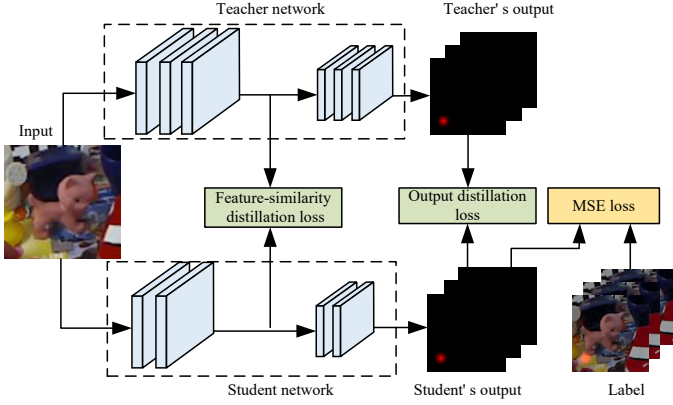 Teacher network
Teacher' s output
Input
Feature-similarity
distillation loss
Output distillation
loss
MSE loss
Student network
Student' s output
Label